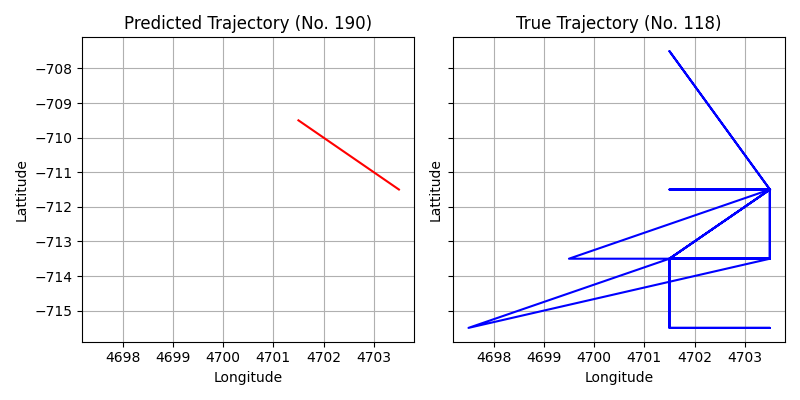 Predicted Trajectory (No. 190)
Lattitude
−708
−709
−710
−711
−712
−713
−714
−715
4698 4699 4700 4701 4702 4703
Longitude
True Trajectory (No. 118)
Lattitude
4698 4699 4700 4701 4702 4703
Longitude